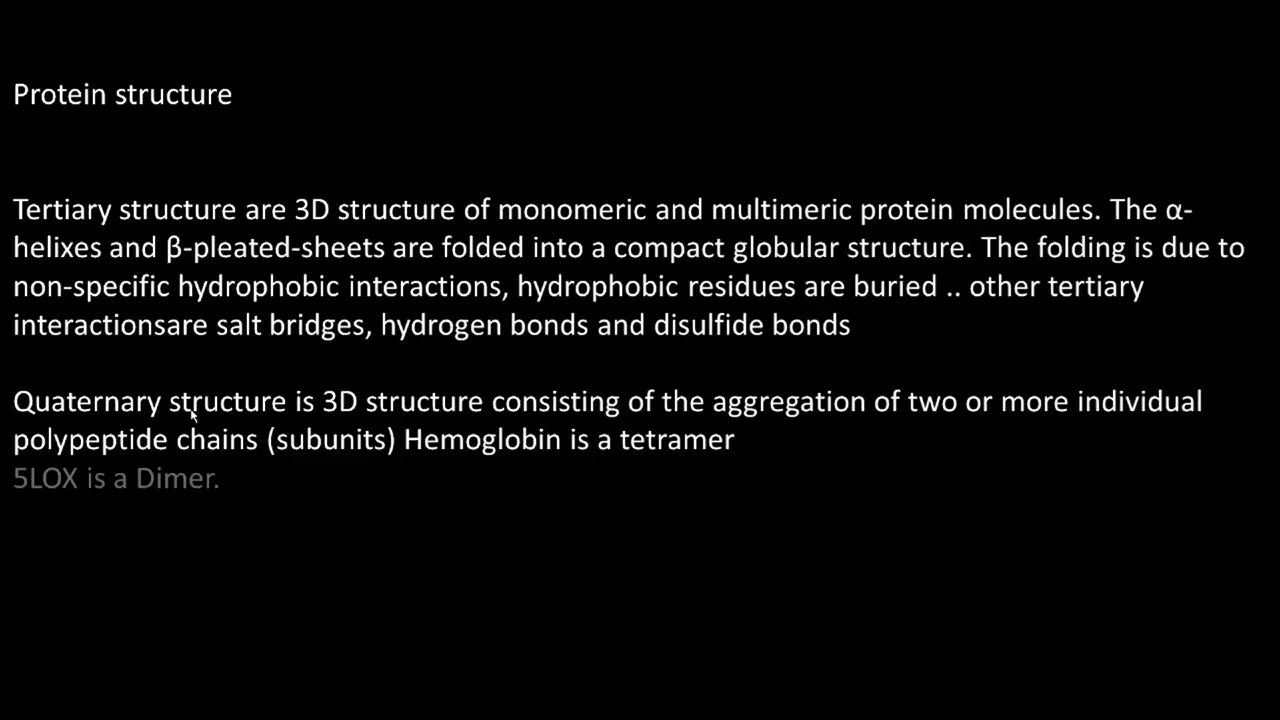 Protein structure
Tertiary structure are 3D structure of monomeric and multimeric protein molecules. The α-
helixes and β-pleated-sheets are folded into a compact globular structure. The folding is due to
non-specific hydrophobic interactions, hydrophobic residues are buried .. other tertiary
interactionsare salt bridges, hydrogen bonds and disulfide bonds
Quaternary structure is 3D structure consisting of the aggregation of two or more individual
polypeptide chains (subunits) Hemoglobin is a tetramer
5LOX is a Dimer.